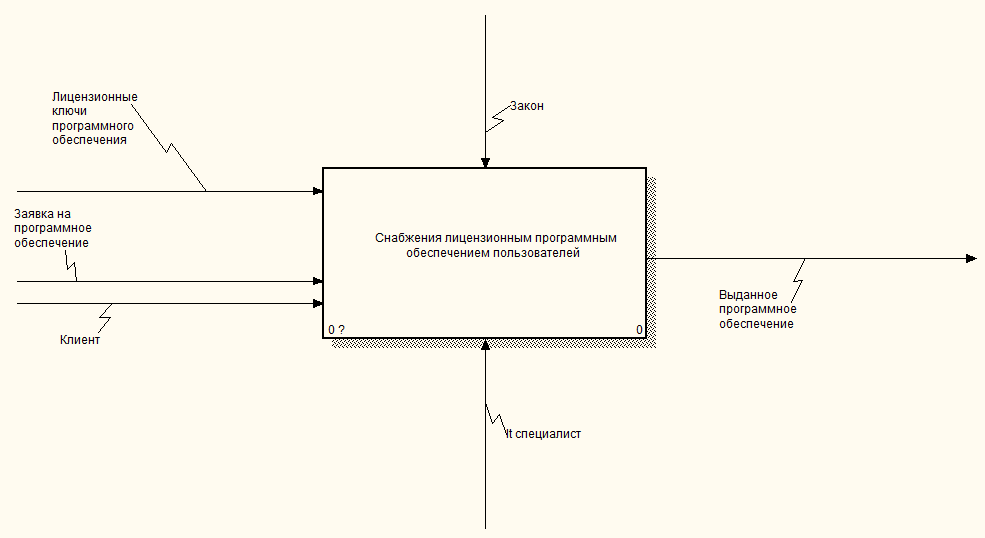 Лицензионные
ключи
программного
обеспечения
Закон
Заявка на
программное
обеспечение
Снабжения лицензионным программным
обеспечением пользователей
Выданное
программное
обеспечение
0 ?
0
Клиент
It специалист